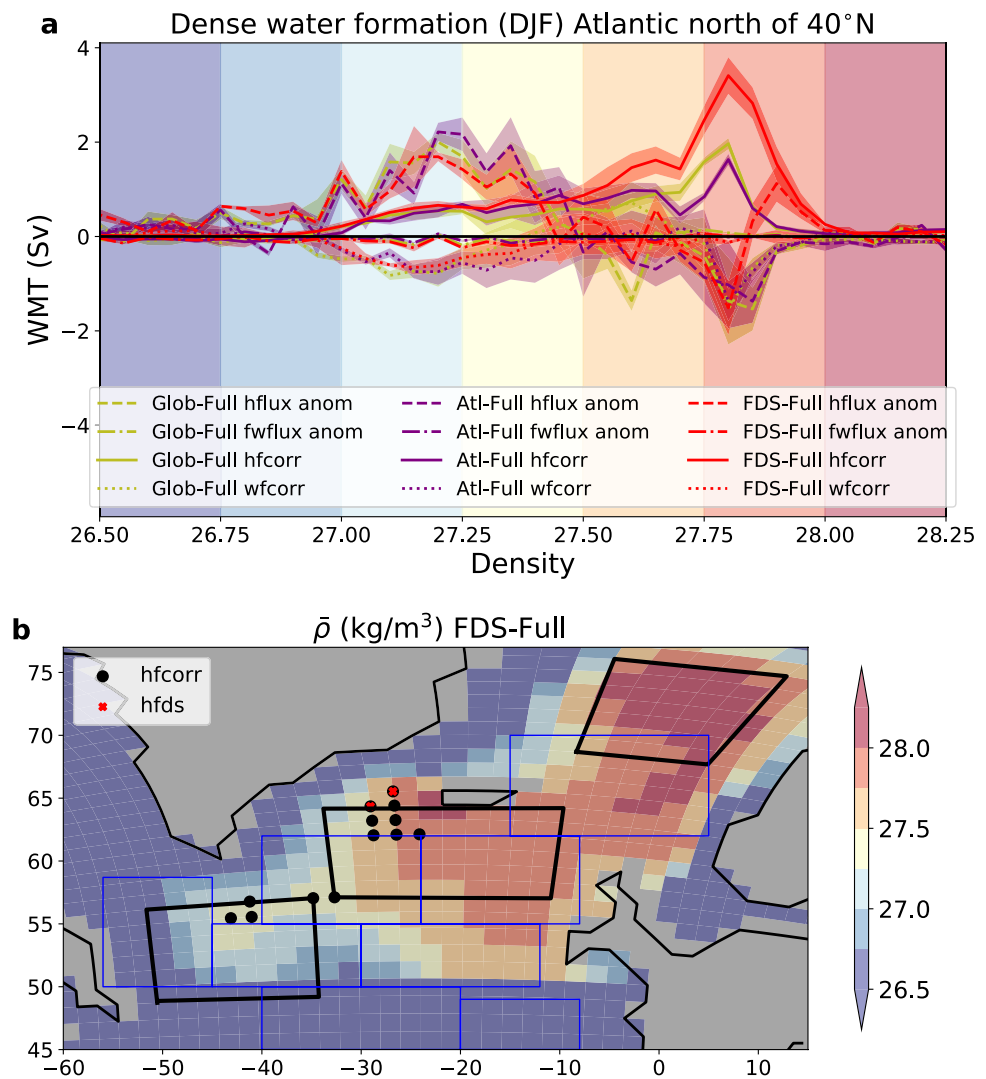 a Dense water formation (DJF) Atlantic north of 40°N
WMT (Sv)
4
2
0
−2
−4
Glob-Full hflux anom
Glob-Full fwflux anom
Glob-Full hfcorr
Glob-Full wfcorr
Atl-Full hflux anom
Atl-Full fwflux anom
Atl-Full hfcorr
Atl-Full wfcorr
FDS-Full hflux anom
FDS-Full fwflux anom
FDS-Full hfcorr
FDS-Full wfcorr
26.50 26.75 27.00 27.25 27.50 27.75 28.00 28.25
Density
b ρ̄ (kg/m³) FDS-Full
hfcorr
hfds
75
70
65
60
55
50
45
−60 −50 −40 −30 −20 −10 0 10
28.0
27.5
27.0
26.5